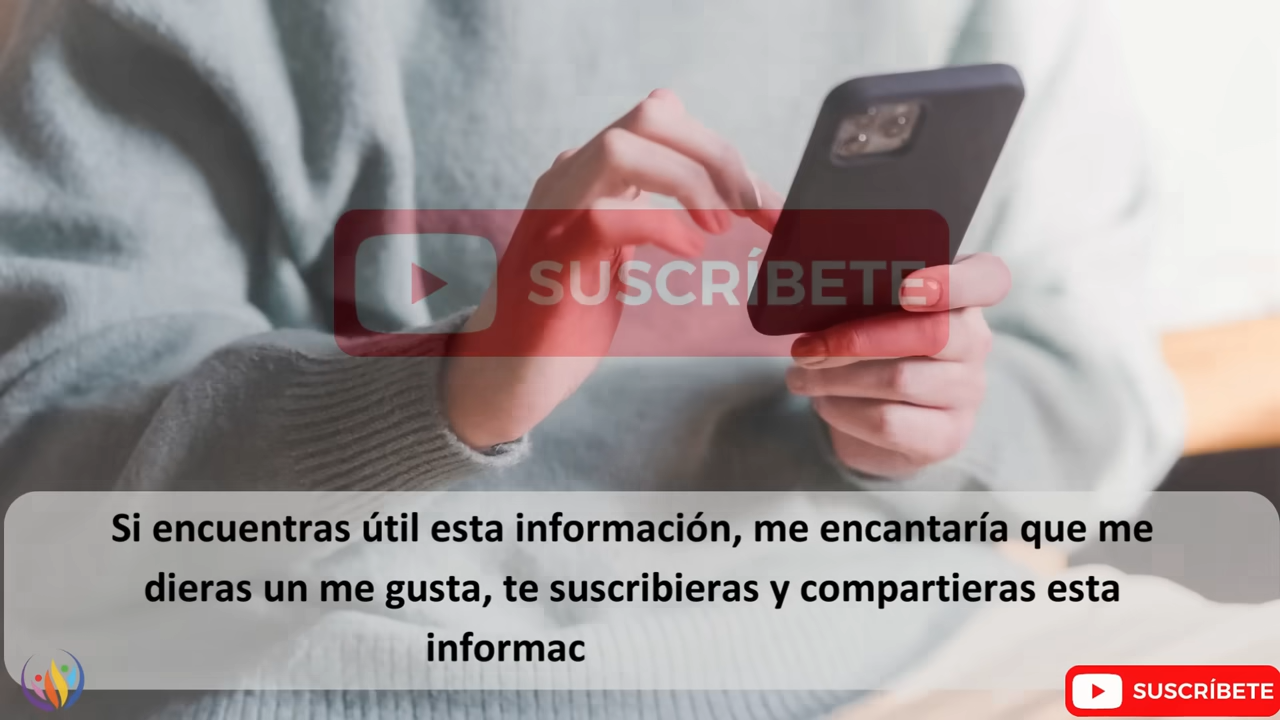 SUSCRÍBETE
Si encuentras útil esta información, me encantaría que me
dieras un me gusta, te suscribieras y compartieras esta
informac
SUSCRÍBETE